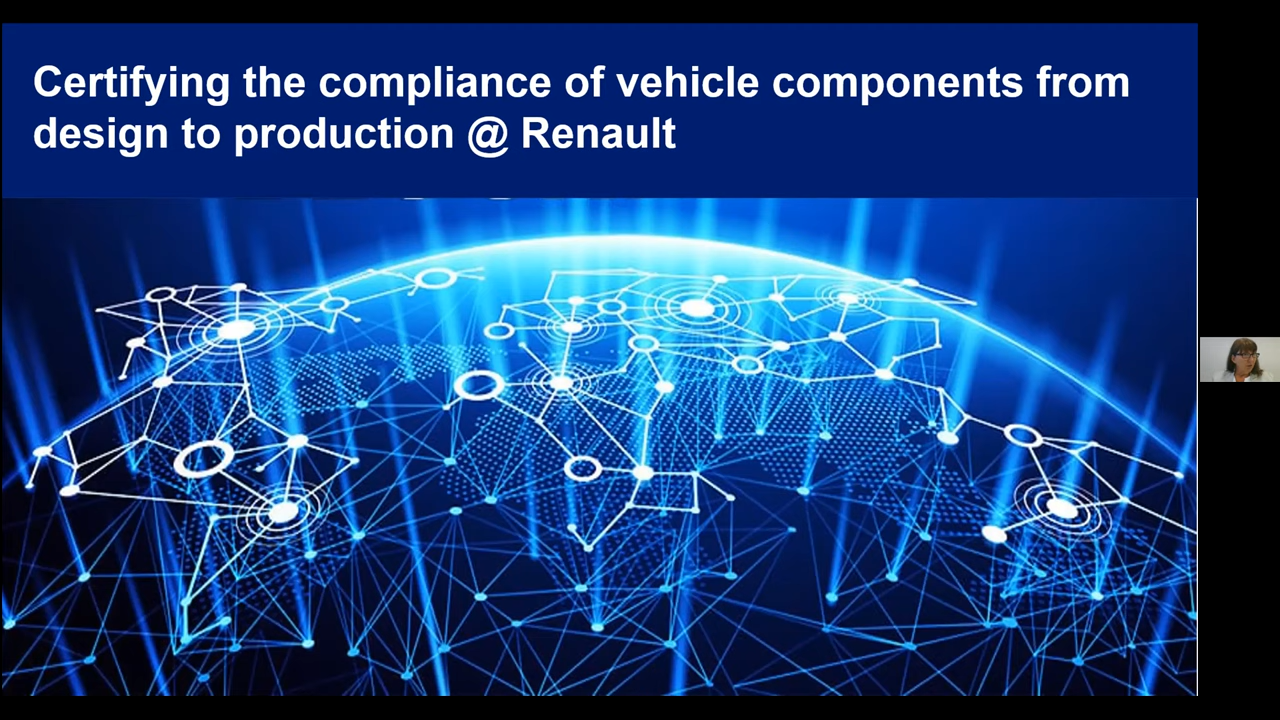 Certifying the compliance of vehicle components from
design to production @ Renault